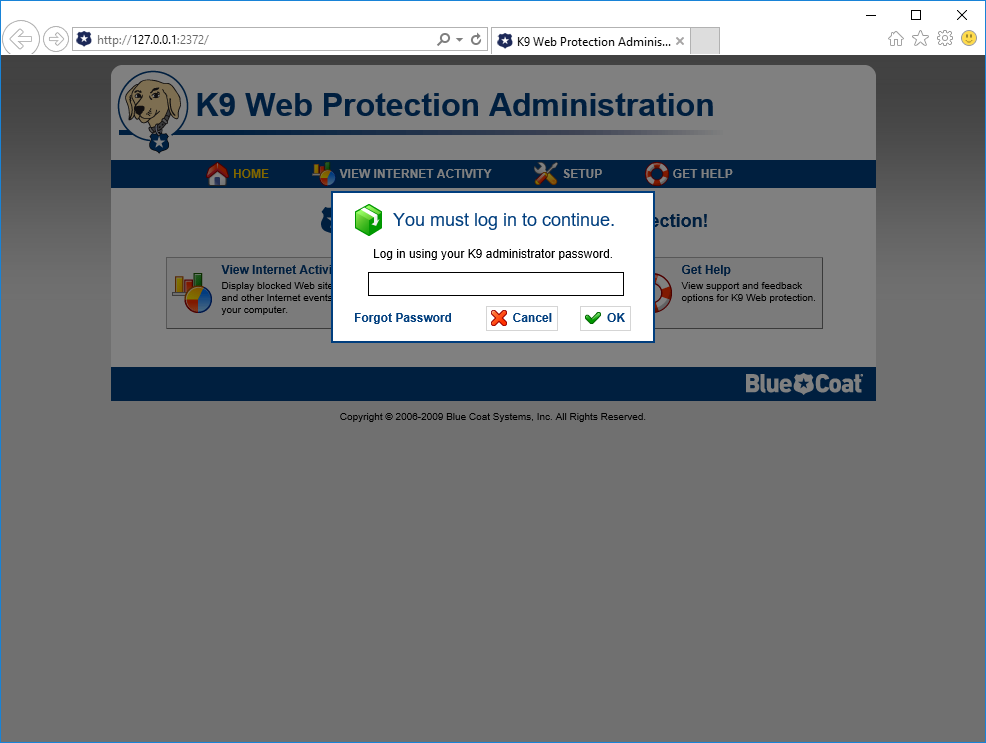 http://127.0.0.1:2372/
K9 Web Protection Adminis...
K9 Web Protection Administration
HOME
VIEW INTERNET ACTIVITY
SETUP
GET HELP
You must log in to continue.
Log in using your K9 administrator password.
Forgot Password
Cancel
OK
View Internet Activi
Display blocked Web site
and other Internet events
your computer.
ection!
Get Help
View support and feedback
options for K9 Web protection.
Blue Coat
Copyright © 2006-2009 Blue Coat Systems, Inc. All Rights Reserved.